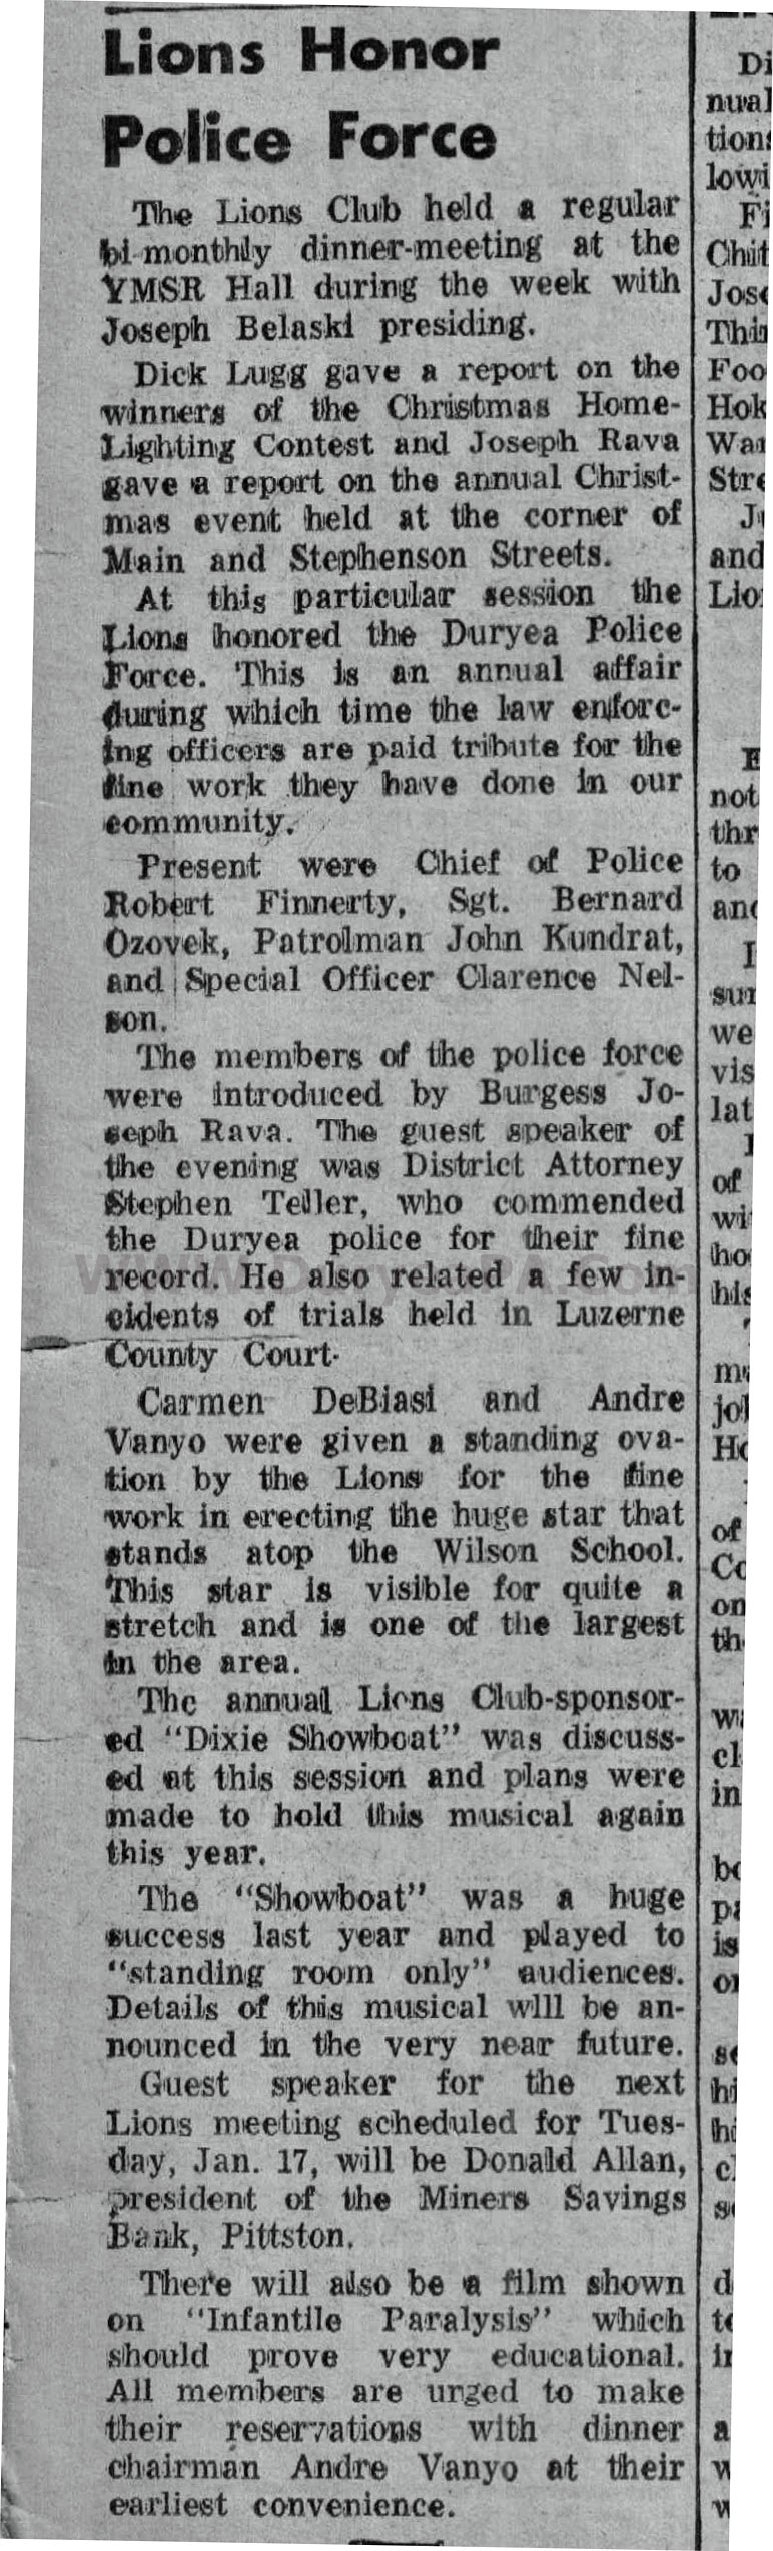 Lions Honor
Police Force
The Lions Club held a regular
bi-monthly dinner-meeting at the
YMSR Hall during the week with
Joseph Belaski presiding.
Dick Lugg gave a report on the
winners of the Christmas Home-
Lighting Contest and Joseph Rava
gave a report on the annual Christ-
mas event held at the corner of
Main and Stephenson Streets.
At this particular session the
Lions honored the Duryea Police
Force. This is an annual affair
during which time the law enforc-
ing officers are paid tribute for the
fine work they have done in our
community.
Present were Chief of Police
Robert Finnerty, Sgt. Bernard
Ozovek, Patrolman John Kundrat,
and Special Officer Clarence Nel-
son.
The members of the police force
were introduced by Burgess Jo-
seph Rava. The guest speaker of
the evening was District Attorney
Stephen Teller, who commended
the Duryea police for their fine
record. He also related a few in-
cidents of trials held in Luzerne
County Court.
Carmen DeBiasi and Andre
Vanyo were given a standing ova-
tion by the Lions for the fine
work in erecting the huge star that
stands atop the Wilson School.
This star is visible for quite a
stretch and is one of the largest
in the area.
The annual Lions Club-sponsor-
ed "Dixie Showboat" was discuss-
ed at this session and plans were
made to hold this musical again
this year.
The "Showboat" was a huge
success last year and played to
"standing room only" audiences.
Details of this musical will be an-
nounced in the very near future.
Guest speaker for the next
Lions meeting scheduled for Tues-
day, Jan. 17, will be Donald Allan,
president of the Miners Savings
Bank, Pittston.
There will also be a film shown
on "Infantile Paralysis" which
should prove very educational.
All members are urged to make
their reservations with dinner
chairman Andre Vanyo at their
earliest convenience.